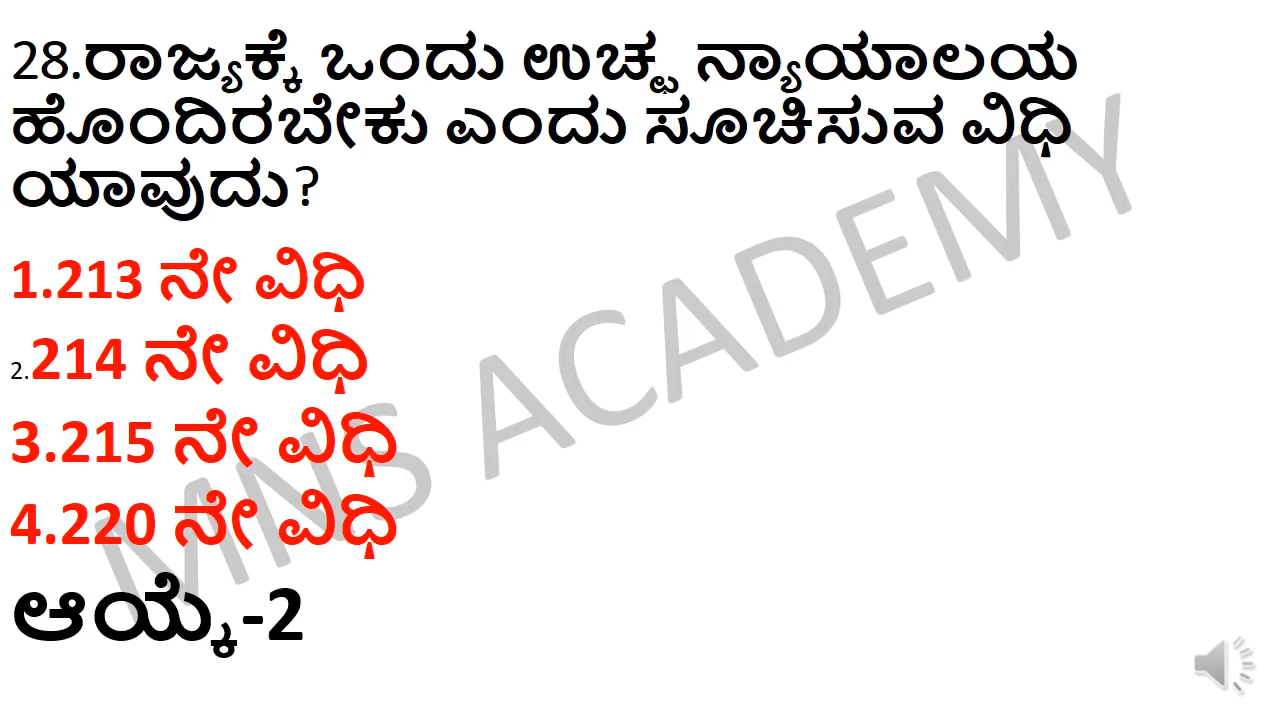 28.ರಾಜ್ಯಕ್ಕೆ ಒಂದು ಉಚ್ಛ ನ್ಯಾಯಾಲಯ
ಹೊಂದಿರಬೇಕು ಎಂದು ಸೂಚಿಸುವ ವಿಧಿ
ಯಾವುದು?
1.213 ನೇ ವಿಧಿ
2.214 ನೇ ವಿಧಿ
3.215 ನೇ ವಿಧಿ
4.220 ನೇ ವಿಧಿ
ಆಯ್ಕೆ-2
MNS ACADEMY